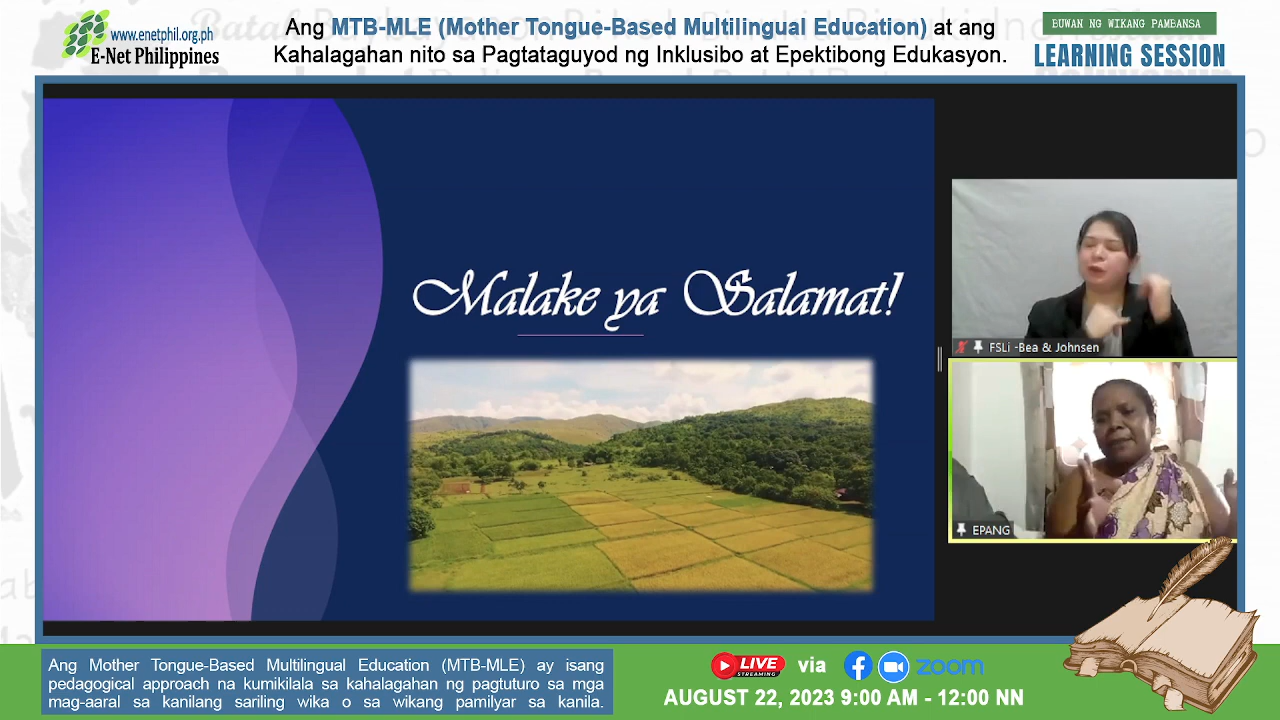 www.enetphil.org.ph
E-Net Philippines
Ang MTB-MLE (Mother Tongue-Based Multilingual Education) at ang
Kahalagahan nito sa Pagtataguyod ng Inklusibo at Epektibong Edukasyon.
BUWAN NG WIKANG PAMBANSA
LEARNING SESSION
Malake ya Salamat!
FSLi -Bea & Johnsen
EPANG
Ang Mother Tongue-Based Multilingual Education (MTB-MLE) ay isang
pedagogical approach na kumikilala sa kahalagahan ng pagtuturo sa mga
mag-aaral sa kanilang sariling wika o sa wikang pamilyar sa kanila.
LIVE
STREAMING
via
zoom
AUGUST 22, 2023 9:00 AM - 12:00 NN